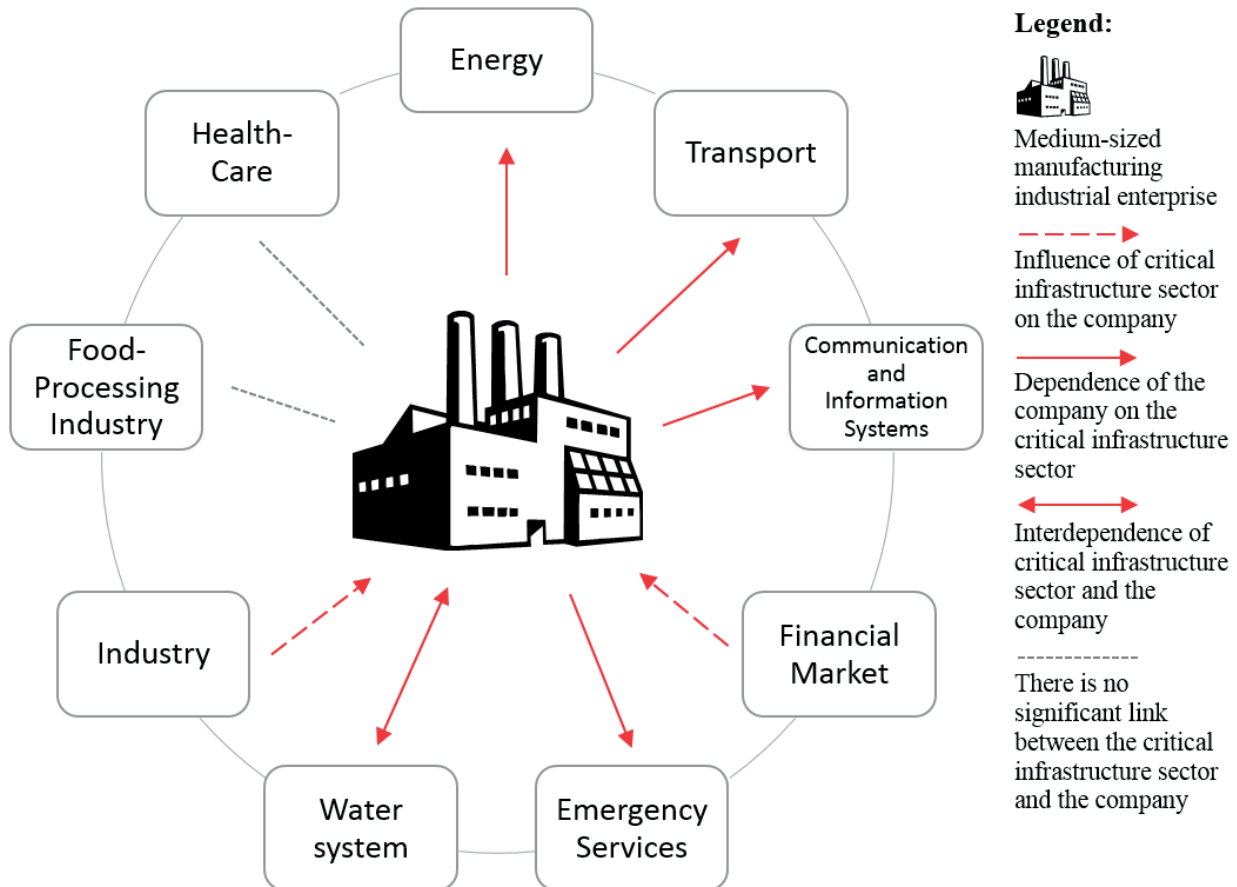 Energy
Transport
Communication
and
Information
Systems
Financial
Market
Emergency
Services
Water
system
Industry
Food-
Processing
Industry
Health-
Care
Legend:
Medium-sized
manufacturing
industrial enterprise
Influence of critical
infrastructure sector
on the company
Dependence of the
company on the
critical infrastructure
sector
Interdependence of
critical infrastructure
sector and the
company
There is no
significant link
between the critical
infrastructure sector
and the company